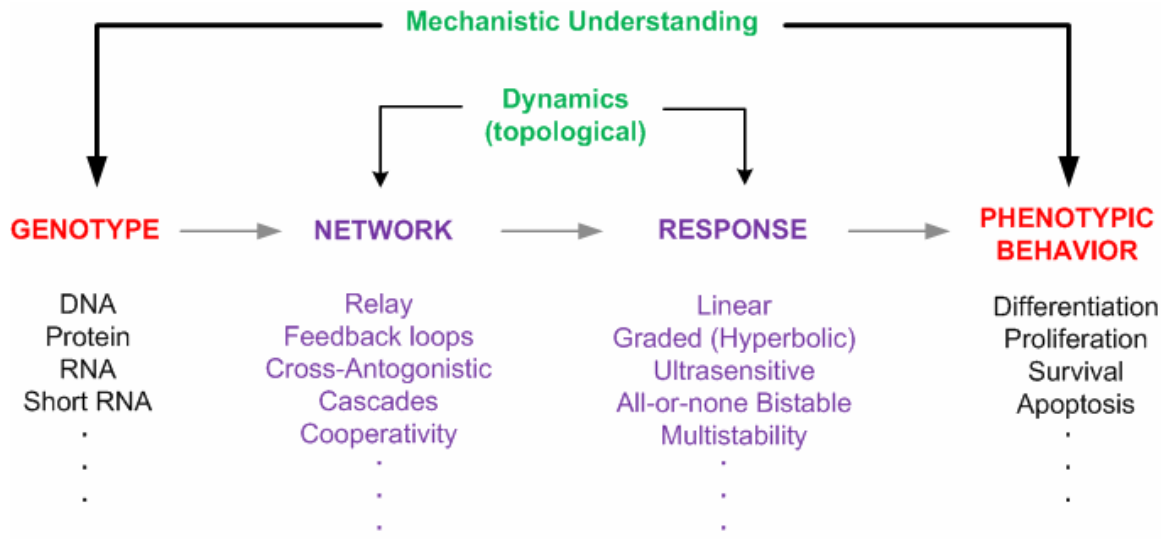 Mechanistic Understanding
Dynamics
(topological)
GENOTYPE
NETWORK
RESPONSE
PHENOTYPIC
BEHAVIOR
DNA
Protein
RNA
Short RNA
.
.
.
Relay
Feedback loops
Cross-Antogonistic
Cascades
Cooperativity
.
.
.
Linear
Graded (Hyperbolic)
Ultrasensitive
All-or-none Bistable
Multistability
.
.
.
Differentiation
Proliferation
Survival
Apoptosis
.
.
.